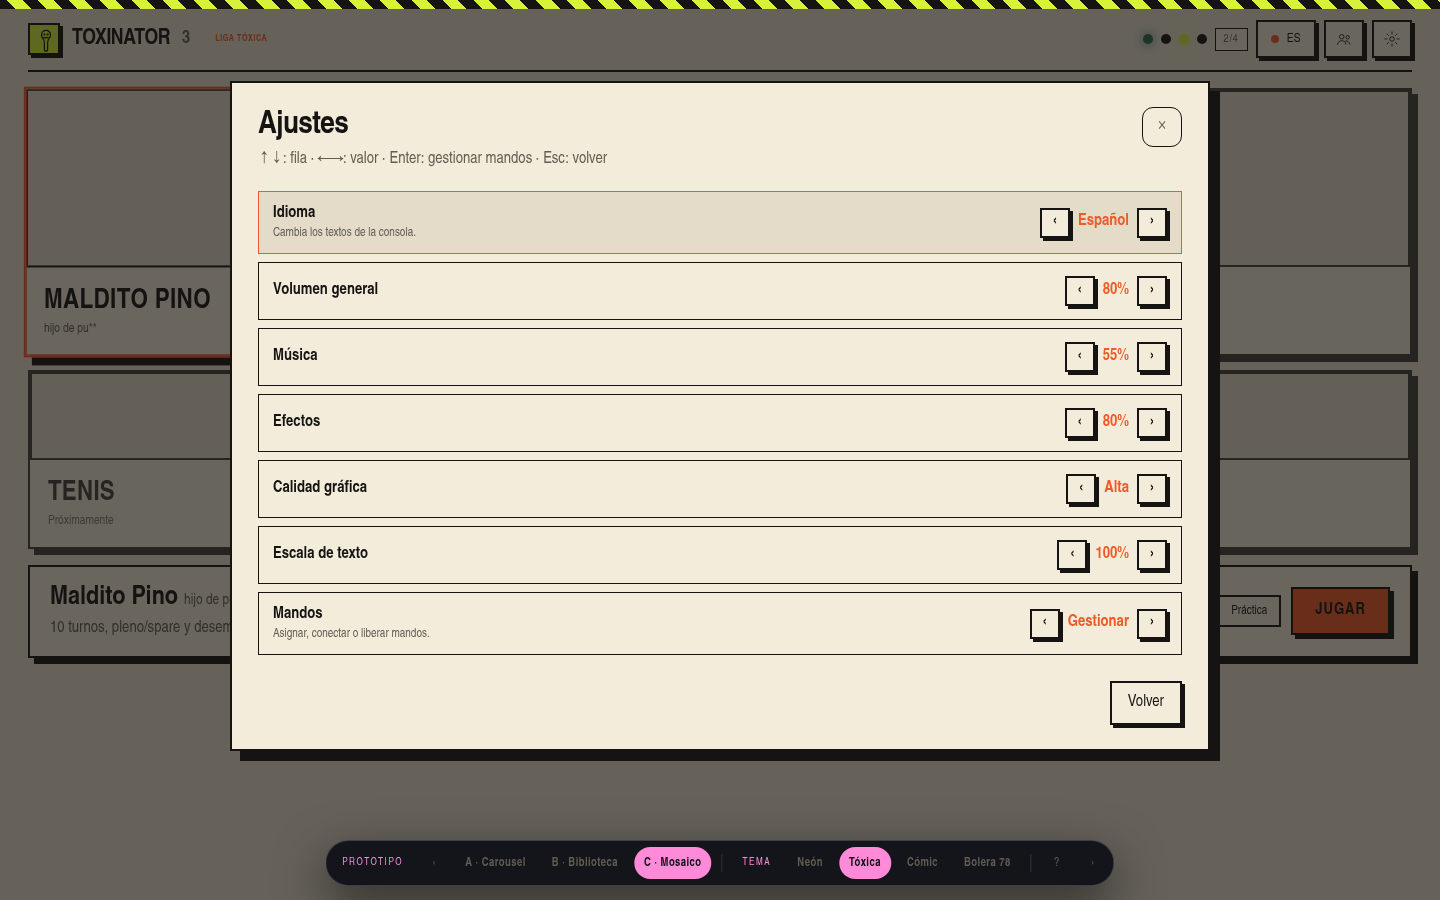 TOXINATOR 3 LIGA TÓXICA 2/4 ES
Ajustes
×
↑ ↓ : fila · ←→: valor · Enter: gestionar mandos · Esc: volver
Idioma
Cambia los textos de la consola.
‹ Español ›
Volumen general ‹ 80% ›
Música ‹ 55% ›
Efectos ‹ 80% ›
Calidad gráfica ‹ Alta ›
Escala de texto ‹ 100% ›
Mandos
Asignar, conectar o liberar mandos.
‹ Gestionar ›
Volver
MALDITO PINO
hijo de pu**
TENIS
Próximamente
Maldito Pino hijo de p
10 turnos, pleno/spare y desem
Práctica JUGAR
PROTOTIPO ‹ A · Carousel B · Biblioteca C · Mosaico TEMA Neón Tóxica Cómic Bolera 78 ? ›